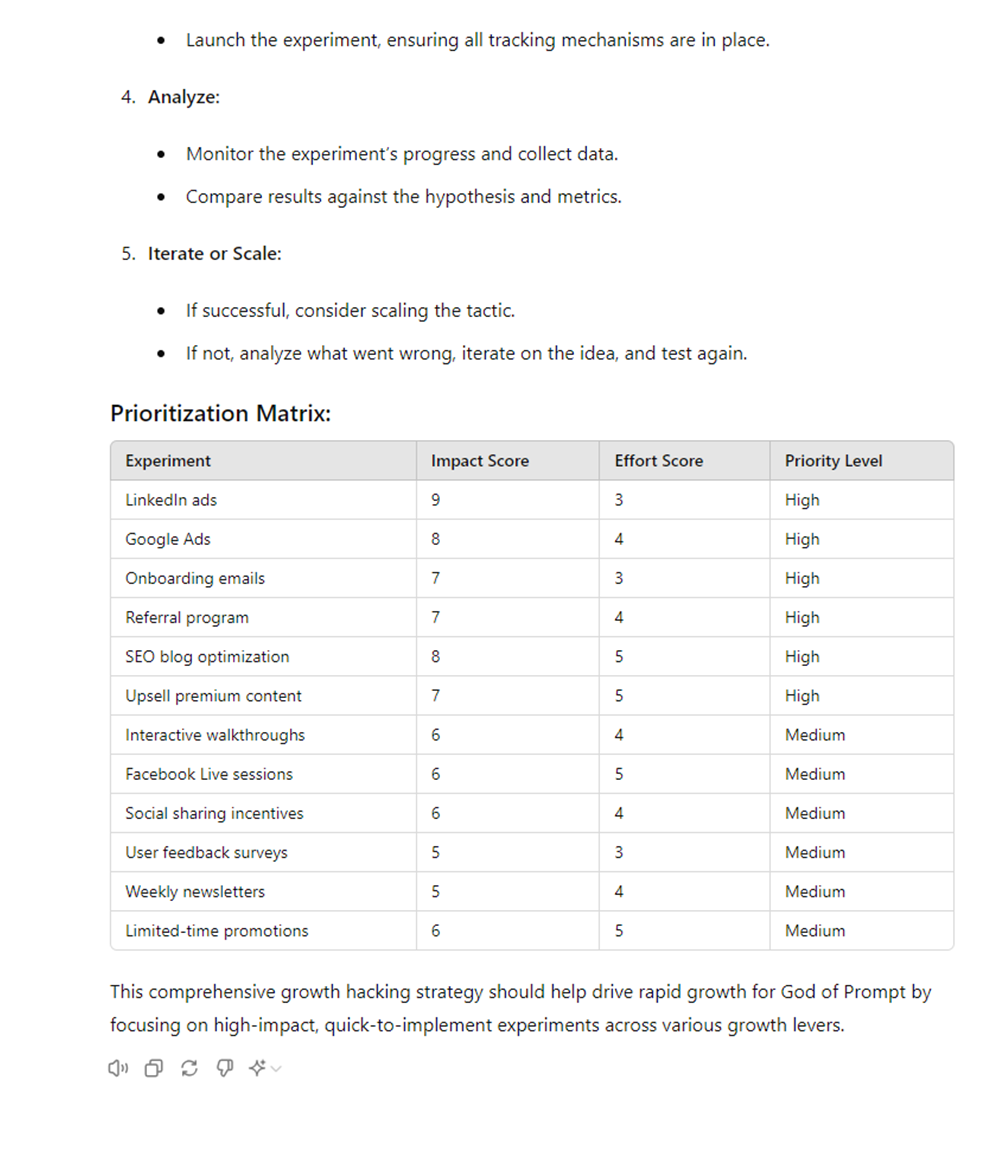 • Launch the experiment, ensuring all tracking mechanisms are in place.
4. Analyze:
• Monitor the experiment's progress and collect data.
• Compare results against the hypothesis and metrics.
5. Iterate or Scale:
• If successful, consider scaling the tactic.
• If not, analyze what went wrong, iterate on the idea, and test again.
Prioritization Matrix:
Experiment Impact Score Effort Score Priority Level
LinkedIn ads 9 3 High
Google Ads 8 4 High
Onboarding emails 7 3 High
Referral program 7 4 High
SEO blog optimization 8 5 High
Upsell premium content 7 5 High
Interactive walkthroughs 6 4 Medium
Facebook Live sessions 6 5 Medium
Social sharing incentives 6 4 Medium
User feedback surveys 5 3 Medium
Weekly newsletters 5 4 Medium
Limited-time promotions 6 5 Medium
This comprehensive growth hacking strategy should help drive rapid growth for God of Prompt by
focusing on high-impact, quick-to-implement experiments across various growth levers.